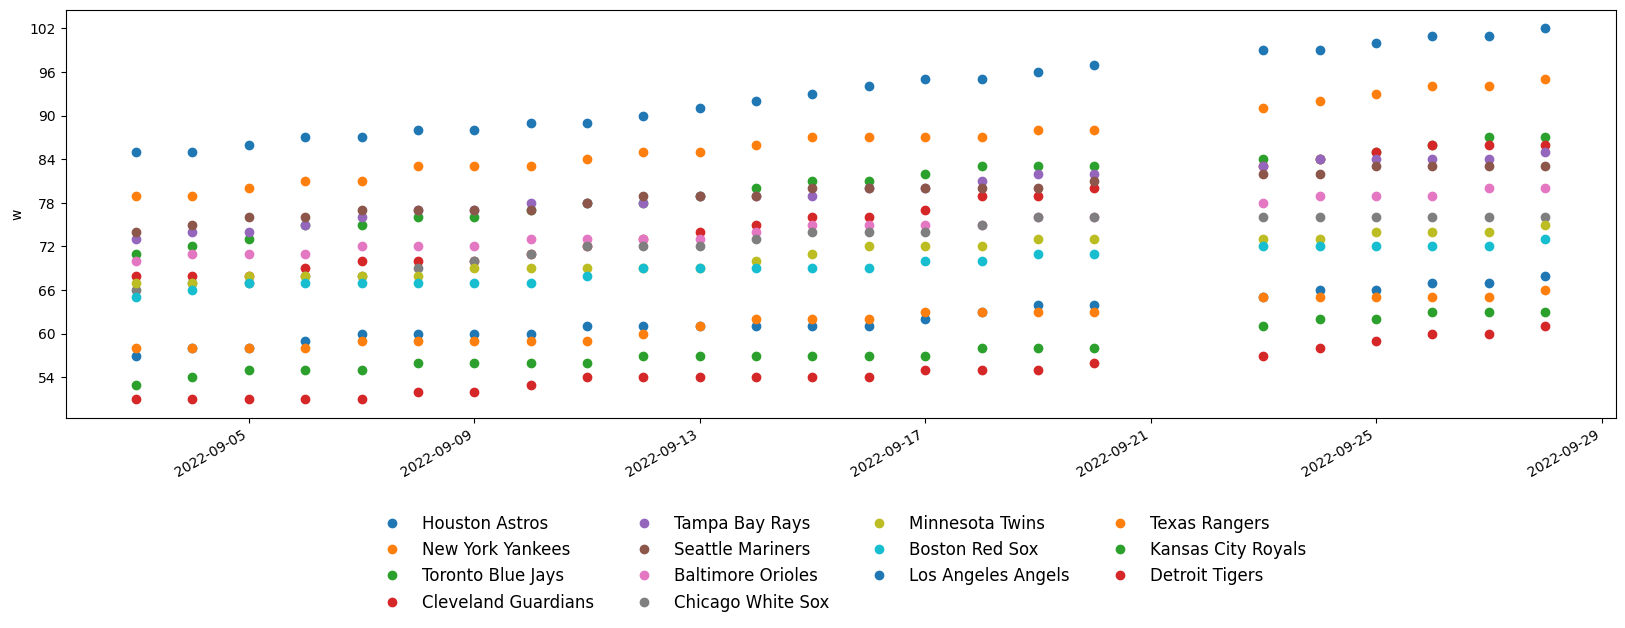 102
96
90
84
78
72
66
60
54
w
2022-09-05
2022-09-09
2022-09-13
2022-09-17
2022-09-21
2022-09-25
2022-09-29
Houston Astros
New York Yankees
Toronto Blue Jays
Cleveland Guardians
Tampa Bay Rays
Seattle Mariners
Baltimore Orioles
Chicago White Sox
Minnesota Twins
Boston Red Sox
Los Angeles Angels
Texas Rangers
Kansas City Royals
Detroit Tigers